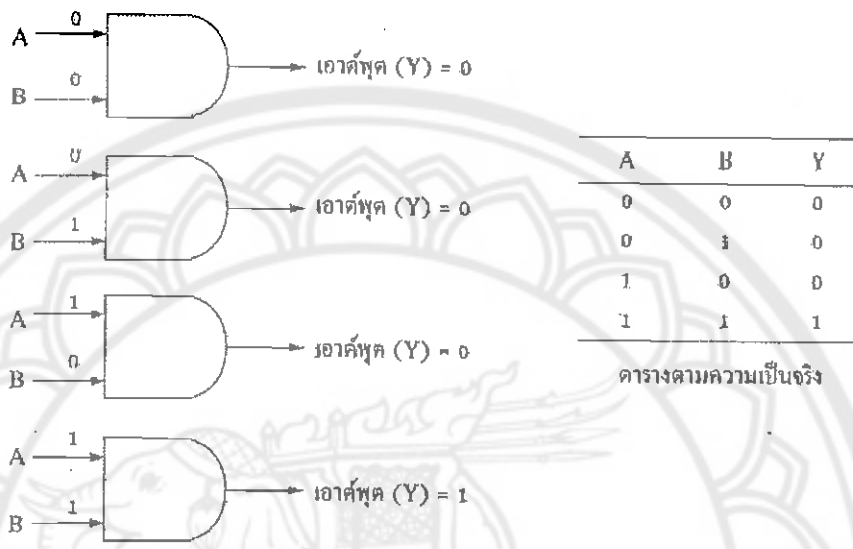 A 0
B 0
เอาต์พุต (Y) = 0
A 0
B 1
เอาต์พุต (Y) = 0
A 1
B 0
เอาต์พุต (Y) = 0
A 1
B 1
เอาต์พุต (Y) = 1
A B Y
0 0 0
0 1 0
1 0 0
1 1 1
ตารางตามความเป็นจริง